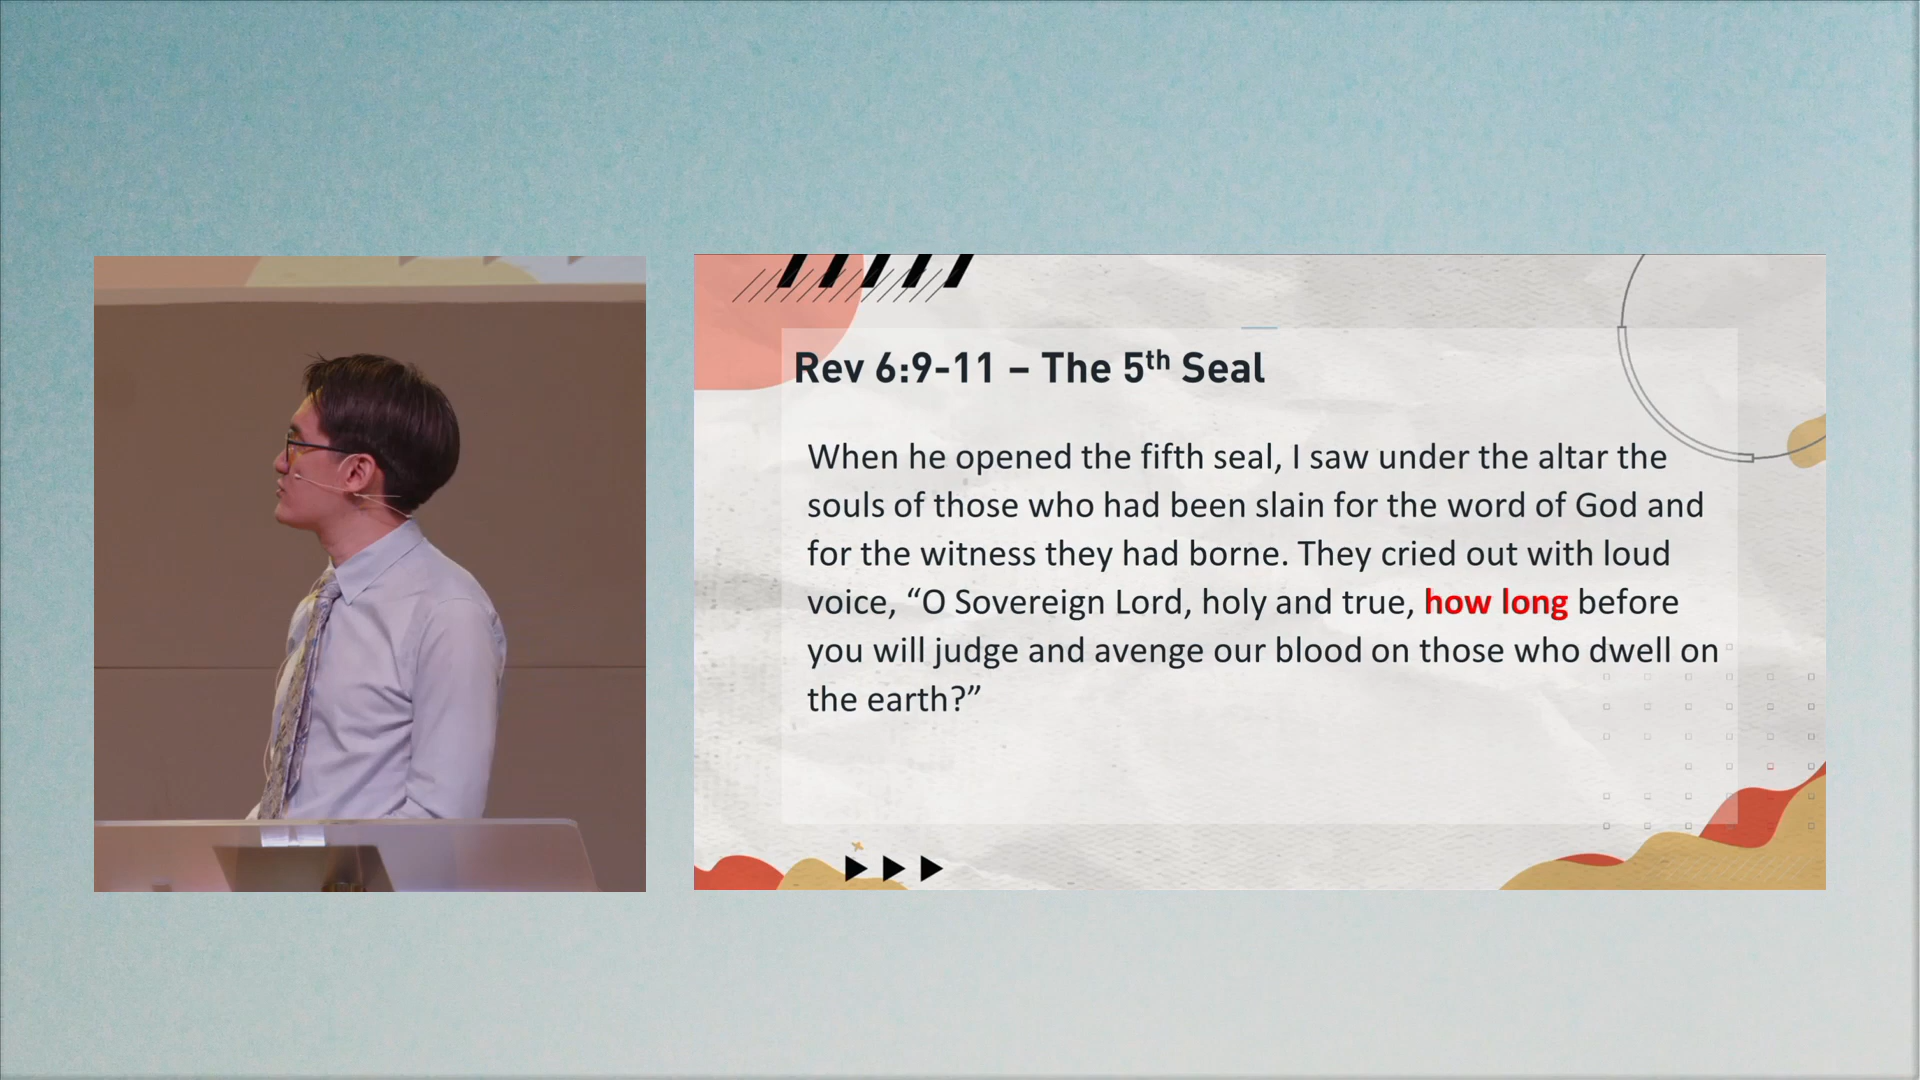 Rev 6:9-11 – The 5th Seal
When he opened the fifth seal, I saw under the altar the
souls of those who had been slain for the word of God and
for the witness they had borne. They cried out with loud
voice, “O Sovereign Lord, holy and true, how long before
you will judge and avenge our blood on those who dwell on
the earth?”